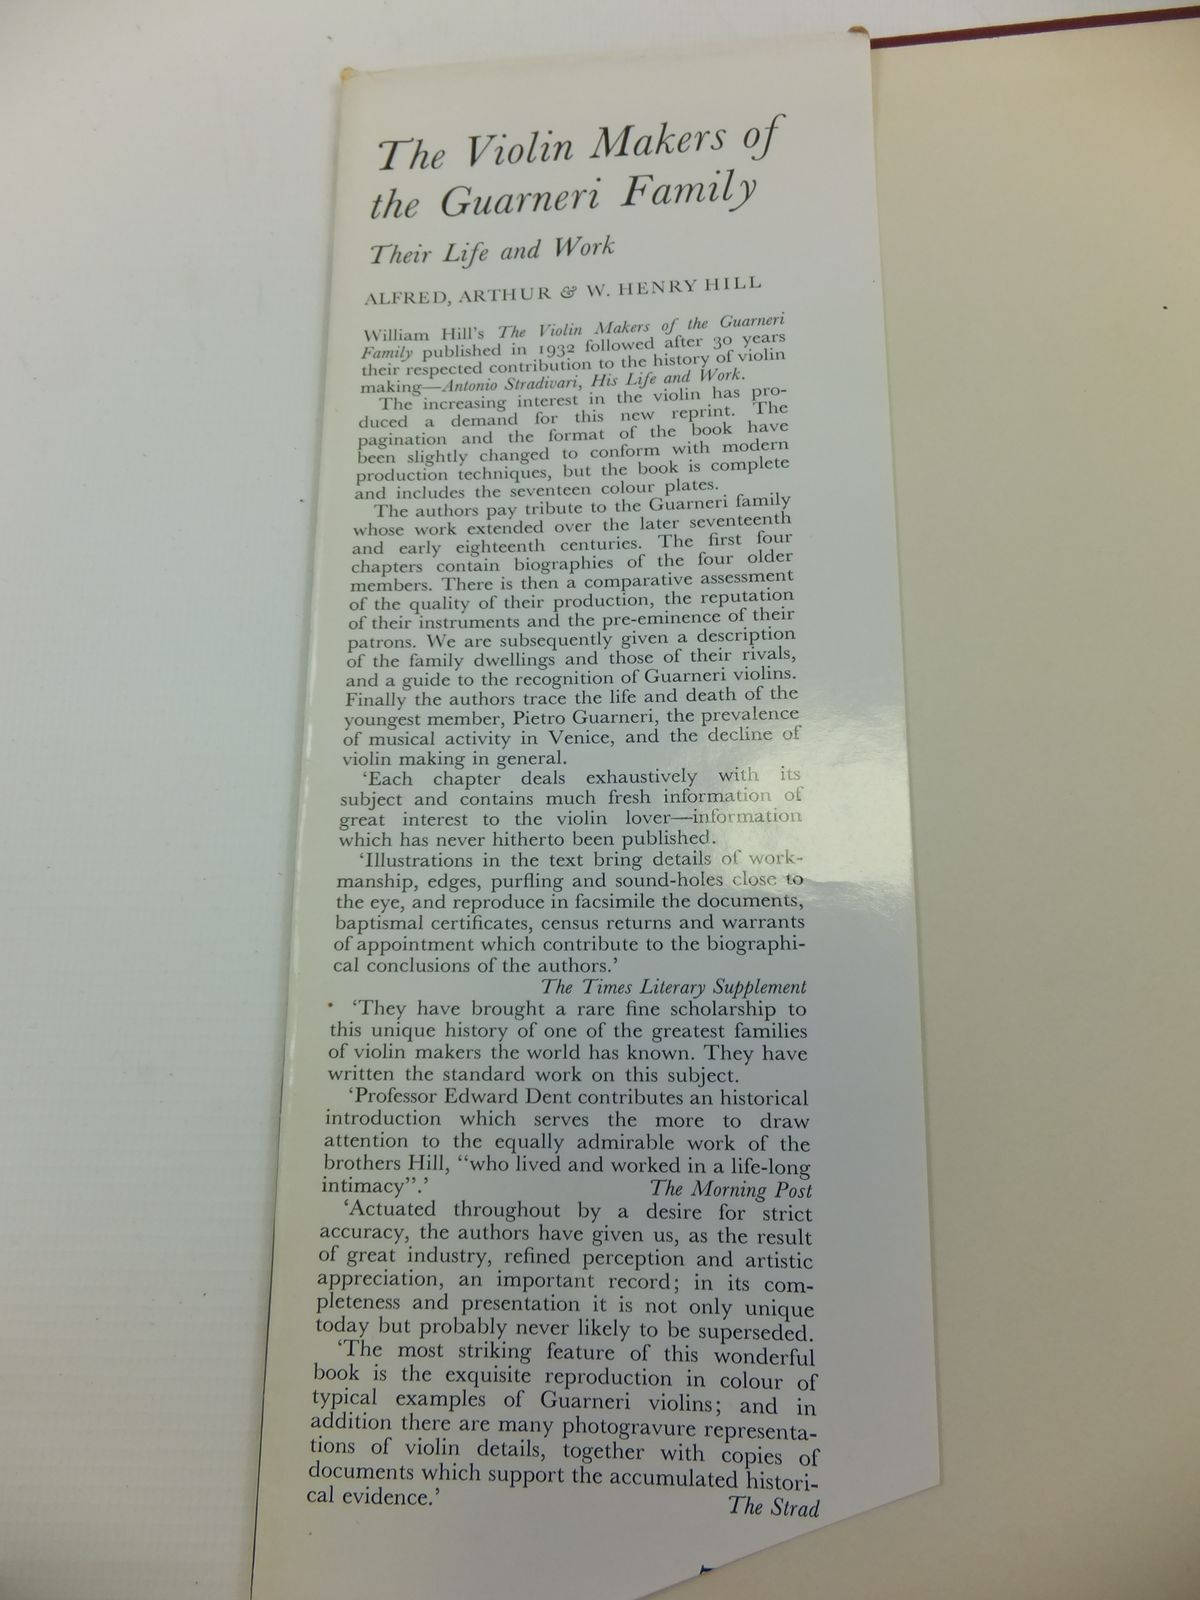 The Violin Makers of
the Guarneri Family
Their Life and Work
ALFRED, ARTHUR & W. HENRY HILL
William Hill's The Violin Makers of the Guarneri
Family published in 1932 followed after 30 years
their respected contribution to the history of violin
making—Antonio Stradivari, His Life and Work.
The increasing interest in the violin has pro-
duced a demand for this new reprint. The
pagination and the format of the book have
been slightly changed to conform with modern
production techniques, but the book is complete
and includes the seventeen colour plates.
The authors pay tribute to the Guarneri family
whose work extended over the later seventeenth
and early eighteenth centuries. The first four
chapters contain biographies of the four older
members. There is then a comparative assessment
of the quality of their production, the reputation
of their instruments and the pre-eminence of their
patrons. We are subsequently given a description
of the family dwellings and those of their rivals,
and a guide to the recognition of Guarneri violins.
Finally the authors trace the life and death of the
youngest member, Pietro Guarneri, the prevalence
of musical activity in Venice, and the decline of
violin making in general.
'Each chapter deals exhaustively with its
subject and contains much fresh information of
great interest to the violin lover—information
which has never hitherto been published.
'Illustrations in the text bring details of work-
manship, edges, purfling and sound-holes close to
the eye, and reproduce in facsimile the documents,
baptismal certificates, census returns and warrants
of appointment which contribute to the biographi-
cal conclusions of the authors.'
The Times Literary Supplement
'They have brought a rare fine scholarship to
this unique history of one of the greatest families
of violin makers the world has known. They have
written the standard work on this subject.
'Professor Edward Dent contributes an historical
introduction which serves the more to draw
attention to the equally admirable work of the
brothers Hill, "who lived and worked in a life-long
intimacy".' The Morning Post
'Actuated throughout by a desire for strict
accuracy, the authors have given us, as the result
of great industry, refined perception and artistic
appreciation, an important record; in its com-
pleteness and presentation it is not only unique
today but probably never likely to be superseded.
'The most striking feature of this wonderful
book is the exquisite reproduction in colour of
typical examples of Guarneri violins; and in
addition there are many photogravure representa-
tions of violin details, together with copies of
documents which support the accumulated histori-
cal evidence.' The Strad